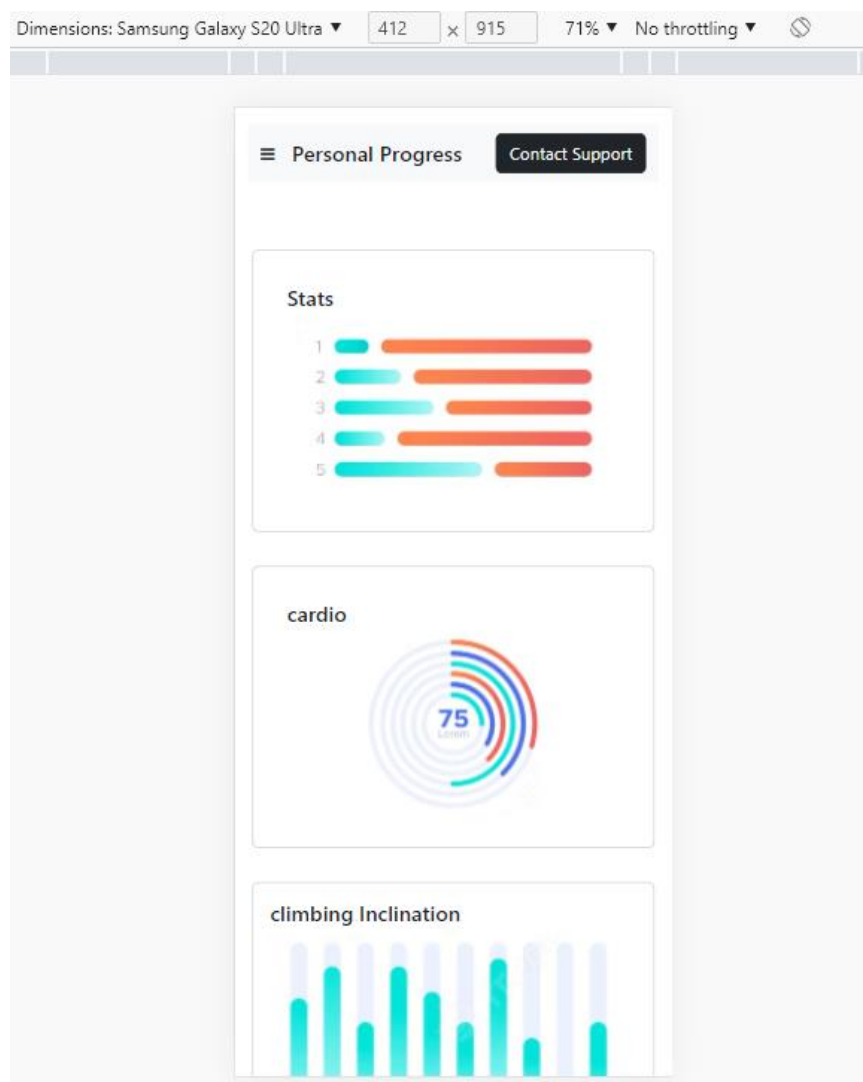 Dimensions: Samsung Galaxy S20 Ultra ▼ 412 × 915 71% ▼ No throttling ▼
≡ Personal Progress Contact Support
Stats
1
2
3
4
5
cardio
75
Lorem
climbing Inclination